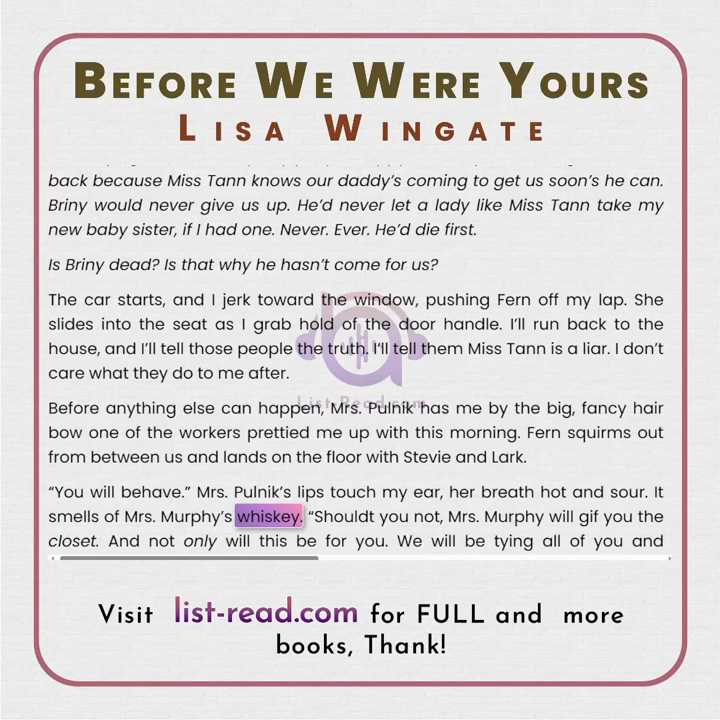 BEFORE WE WERE YOURS
LISA WINGATE
back because Miss Tann knows our daddy’s coming to get us soon’s he can.
Briny would never give us up. He’d never let a lady like Miss Tann take my
new baby sister, if I had one. Never. Ever. He’d die first.
Is Briny dead? Is that why he hasn’t come for us?
The car starts, and I jerk toward the window, pushing Fern off my lap. She
slides into the seat as I grab hold of the door handle. I’ll run back to the
house, and I’ll tell those people the truth. I’ll tell them Miss Tann is a liar. I don’t
care what they do to me after.
List-Read.com
Before anything else can happen, Mrs. Pulnik has me by the big, fancy hair
bow one of the workers prettied me up with this morning. Fern squirms out
from between us and lands on the floor with Stevie and Lark.
“You will behave.” Mrs. Pulnik’s lips touch my ear, her breath hot and sour. It
smells of Mrs. Murphy’s whiskey. “Shouldt you not, Mrs. Murphy will gif you the
closet. And not only will this be for you. We will be tying all of you and
Visit list-read.com for FULL and more
books, Thank!